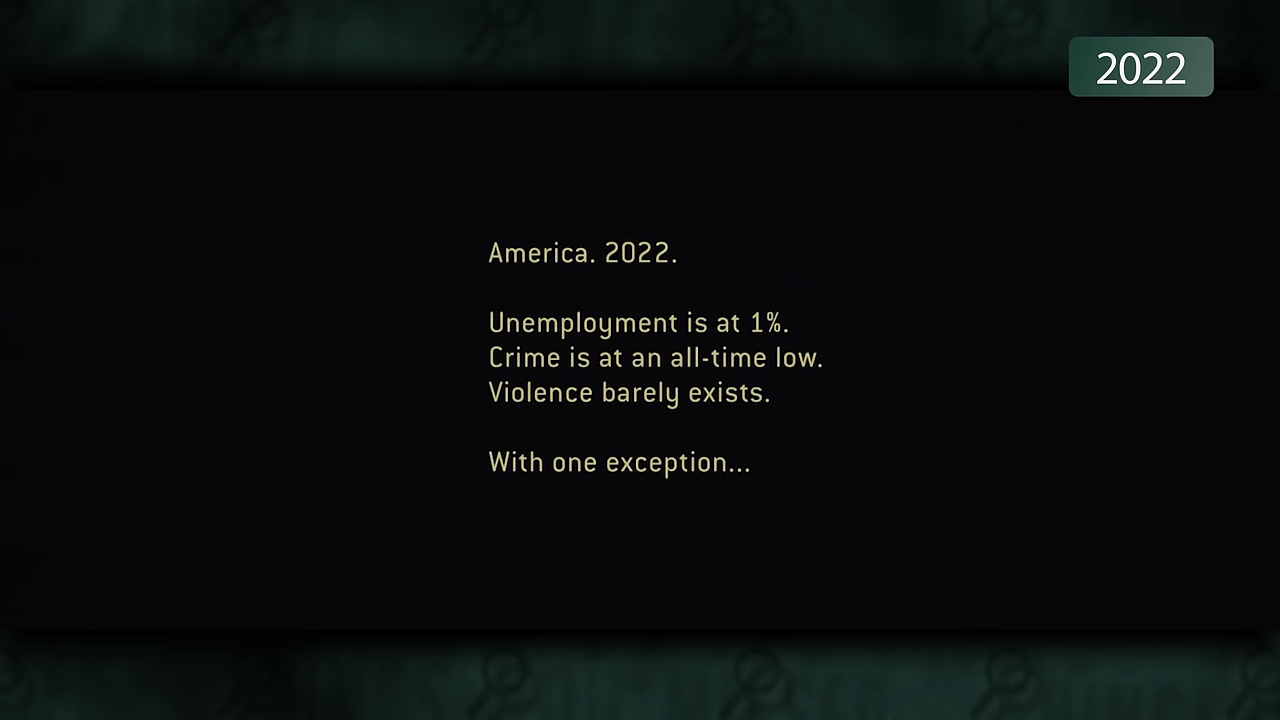 2022
America. 2022.
Unemployment is at 1%.
Crime is at an all-time low.
Violence barely exists.
With one exception...